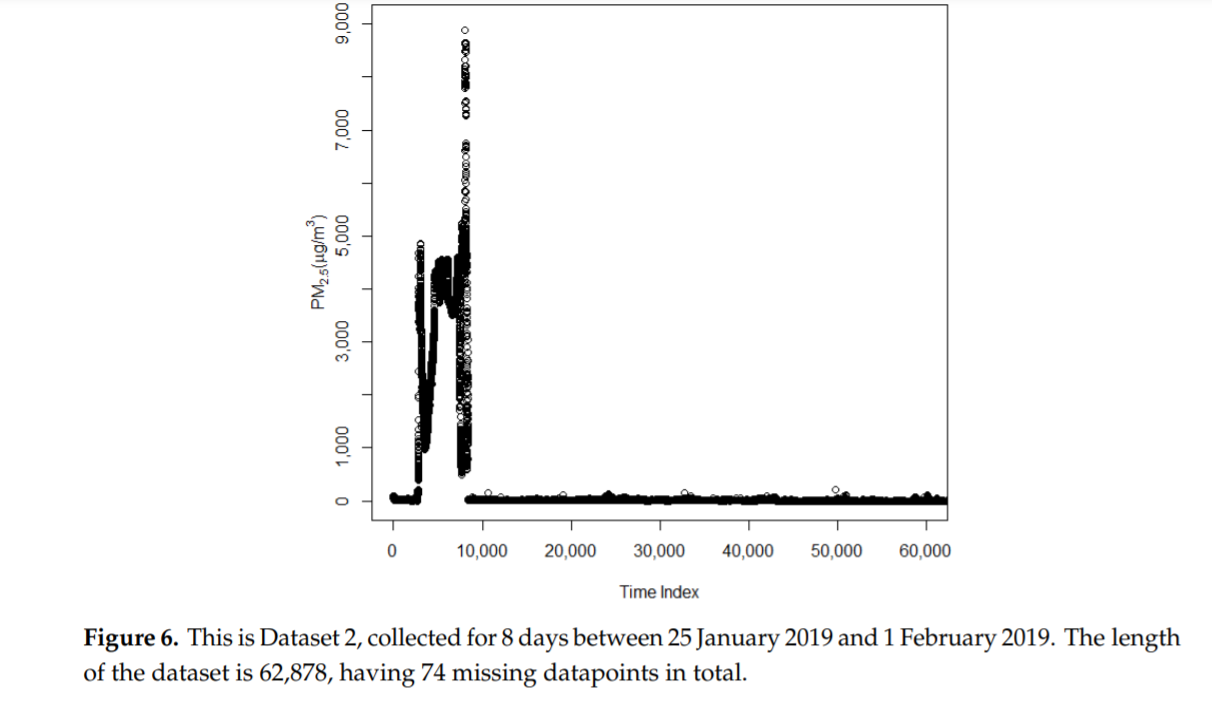 9,000
7,000
5,000
3,000
1,000
0
PM2.5(µg/m³)
0 10,000 20,000 30,000 40,000 50,000 60,000
Time Index
Figure 6. This is Dataset 2, collected for 8 days between 25 January 2019 and 1 February 2019. The length
of the dataset is 62,878, having 74 missing datapoints in total.